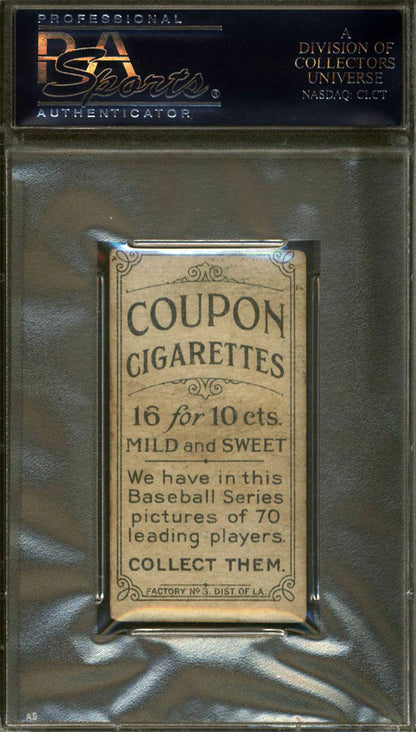 PROFESSIONAL
PSA
Sports®
AUTHENTICATOR
A
DIVISION OF
COLLECTORS
UNIVERSE
NASDAQ: CLCT
COUPON
CIGARETTES
16 for 10 cts.
MILD and SWEET
We have in this
Baseball Series
pictures of 70
leading players.
COLLECT THEM.
FACTORY Nº 3, DIST OF LA.